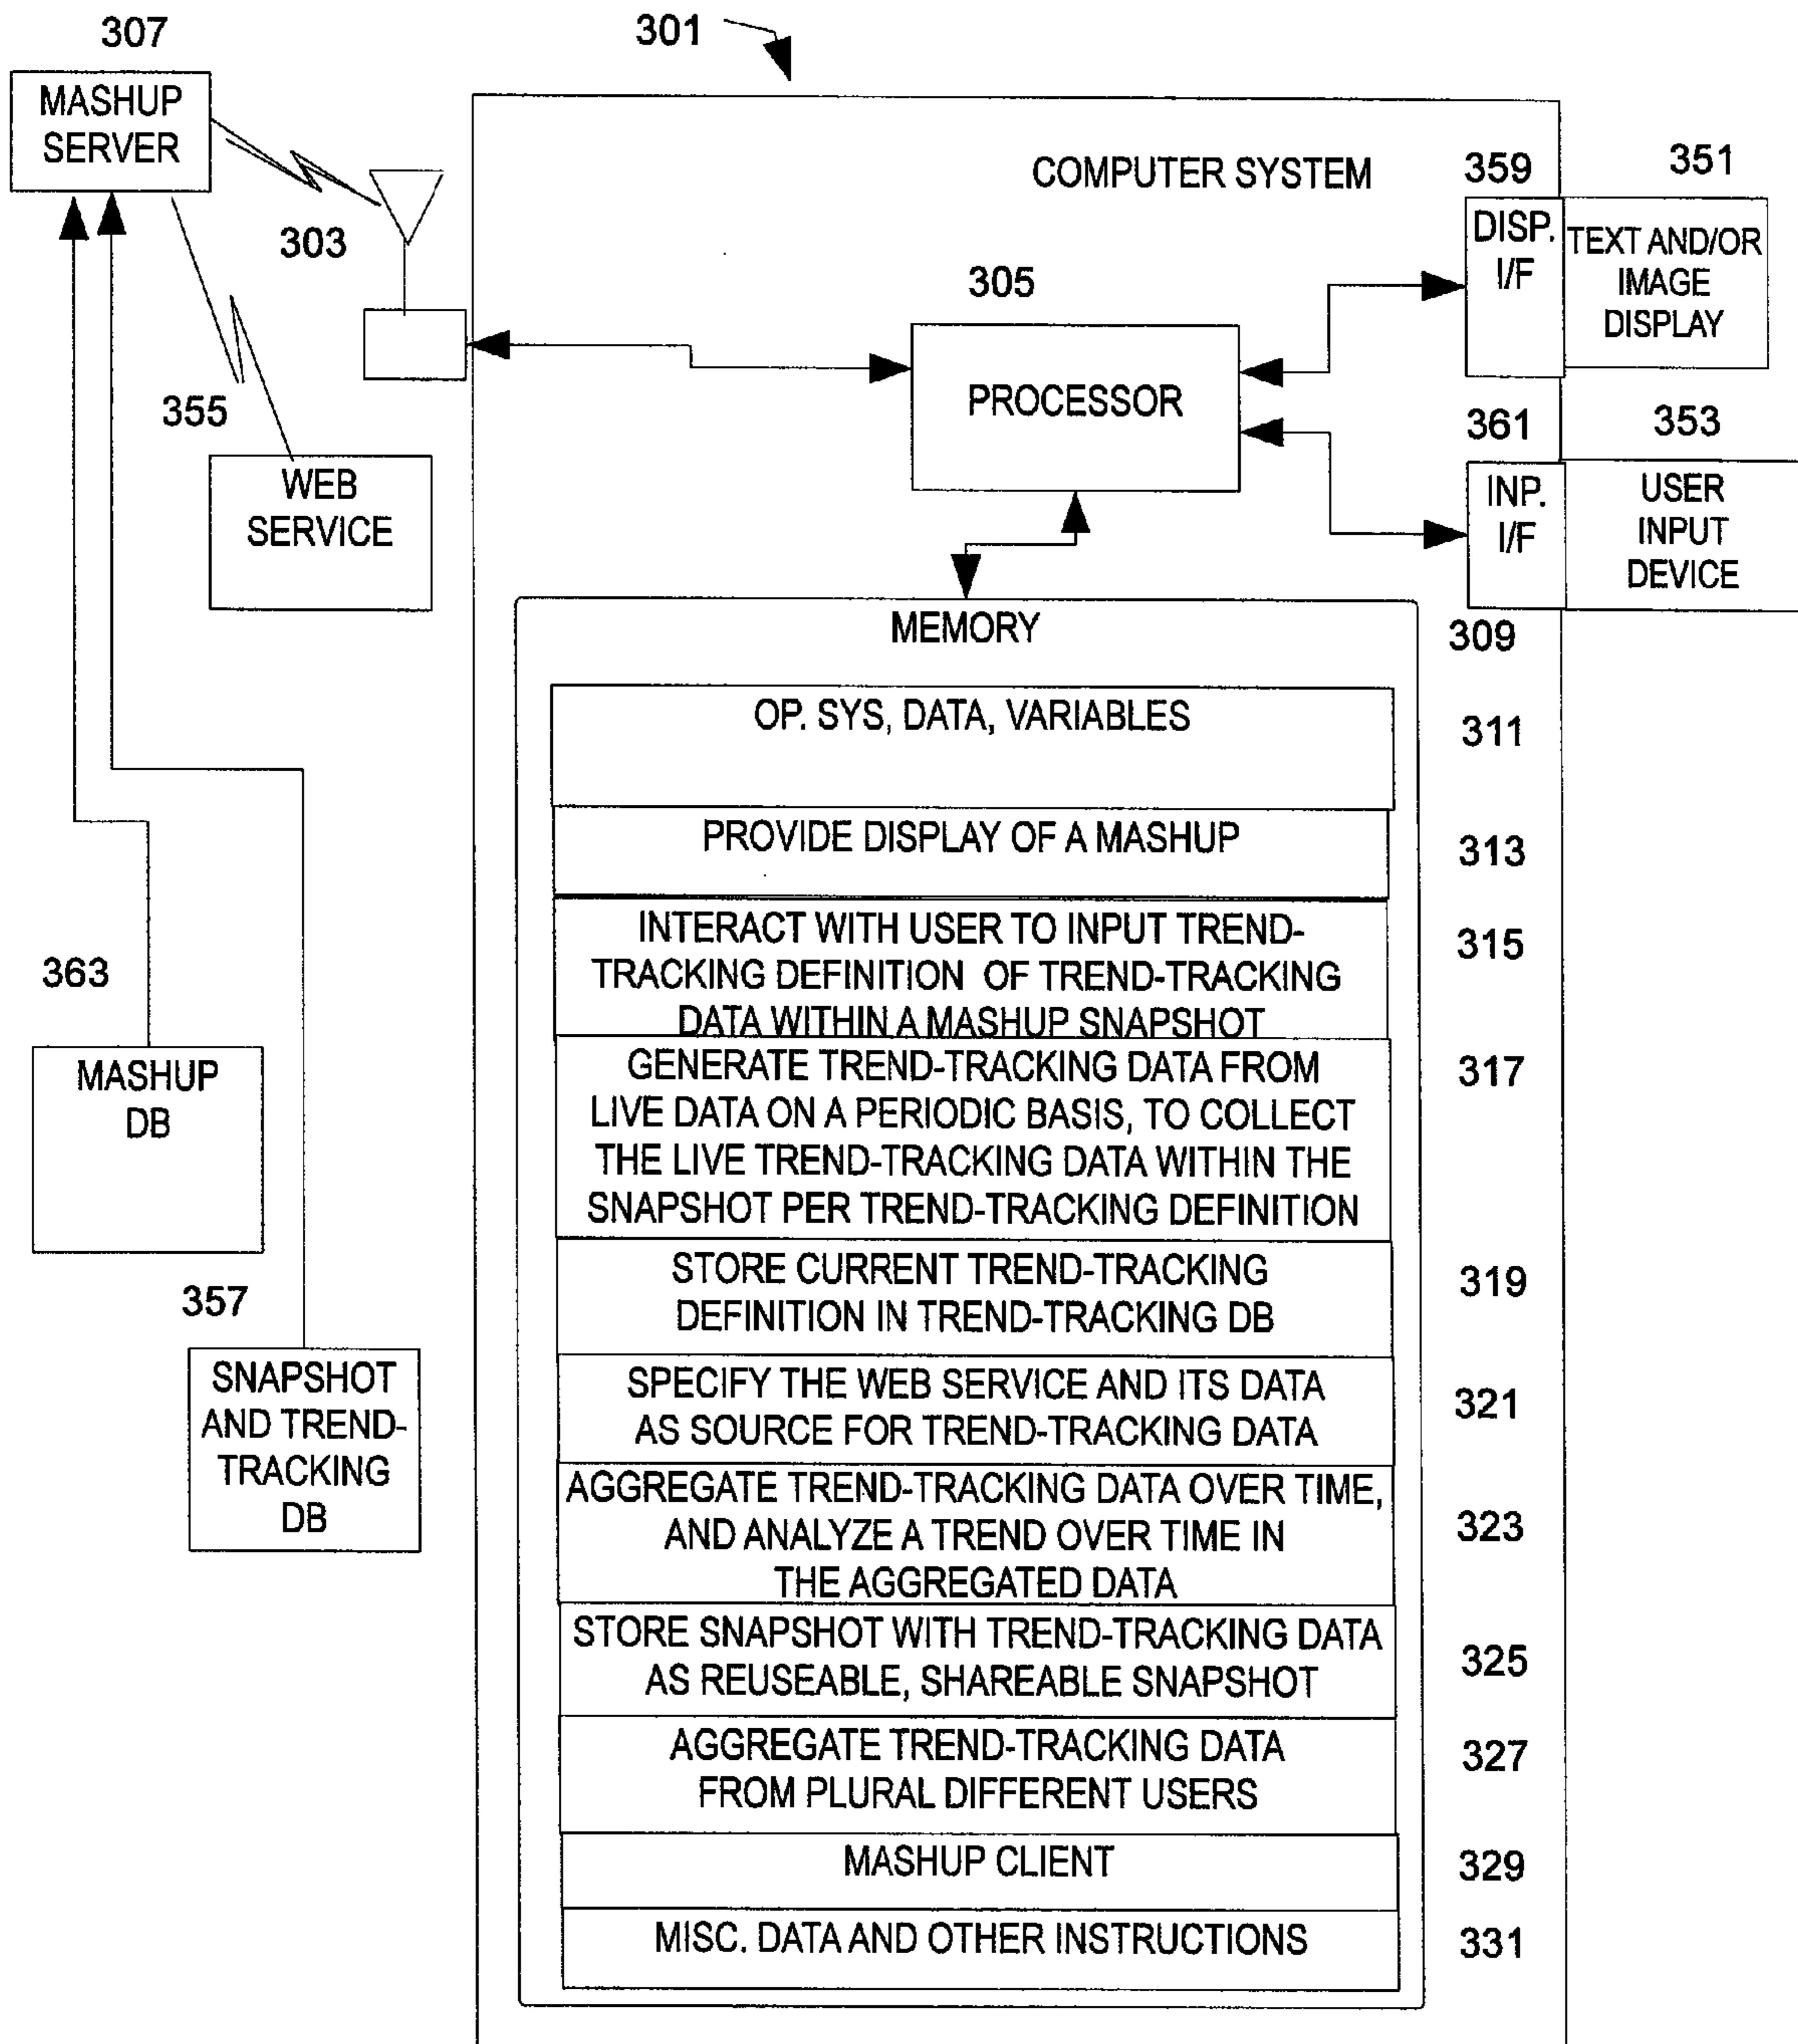 307
301
MASHUP
SERVER
COMPUTER SYSTEM
359
351
303
DISP.
I/F
TEXT AND/OR
IMAGE
DISPLAY
305
PROCESSOR
355
361
353
WEB
SERVICE
INP.
I/F
USER
INPUT
DEVICE
MEMORY
309
OP. SYS, DATA, VARIABLES
311
PROVIDE DISPLAY OF A MASHUP
313
INTERACT WITH USER TO INPUT TREND-
TRACKING DEFINITION OF TREND-TRACKING
DATA WITHIN A MASHUP SNAPSHOT
315
363
MASHUP
DB
GENERATE TREND-TRACKING DATA FROM
LIVE DATA ON A PERIODIC BASIS, TO COLLECT
THE LIVE TREND-TRACKING DATA WITHIN THE
SNAPSHOT PER TREND-TRACKING DEFINITION
317
STORE CURRENT TREND-TRACKING
DEFINITION IN TREND-TRACKING DB
319
357
SNAPSHOT
AND TREND-
TRACKING
DB
SPECIFY THE WEB SERVICE AND ITS DATA
AS SOURCE FOR TREND-TRACKING DATA
321
AGGREGATE TREND-TRACKING DATA OVER TIME,
AND ANALYZE A TREND OVER TIME IN
THE AGGREGATED DATA
323
STORE SNAPSHOT WITH TREND-TRACKING DATA
AS REUSEABLE, SHAREABLE SNAPSHOT
325
AGGREGATE TREND-TRACKING DATA
FROM PLURAL DIFFERENT USERS
327
MASHUP CLIENT
329
MISC. DATA AND OTHER INSTRUCTIONS
331